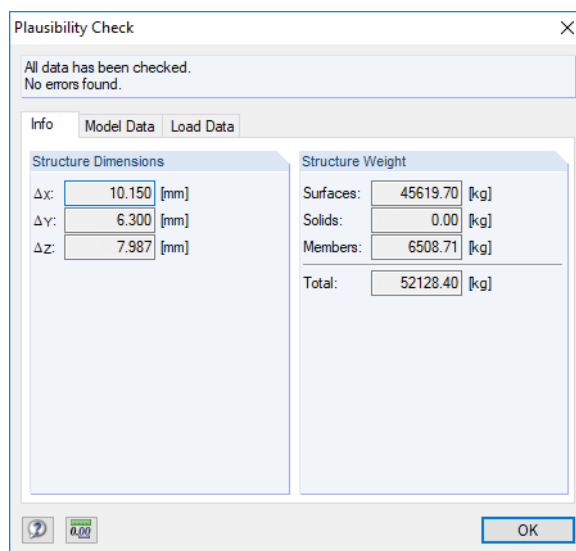 Plausibility Check
All data has been checked.
No errors found.
Info Model Data Load Data
Structure Dimensions
ΔX: 10.150 [mm]
ΔY: 6.300 [mm]
ΔZ: 7.987 [mm]
Structure Weight
Surfaces: 45619.70 [kg]
Solids: 0.00 [kg]
Members: 6508.71 [kg]
Total: 52128.40 [kg]
0.00
OK